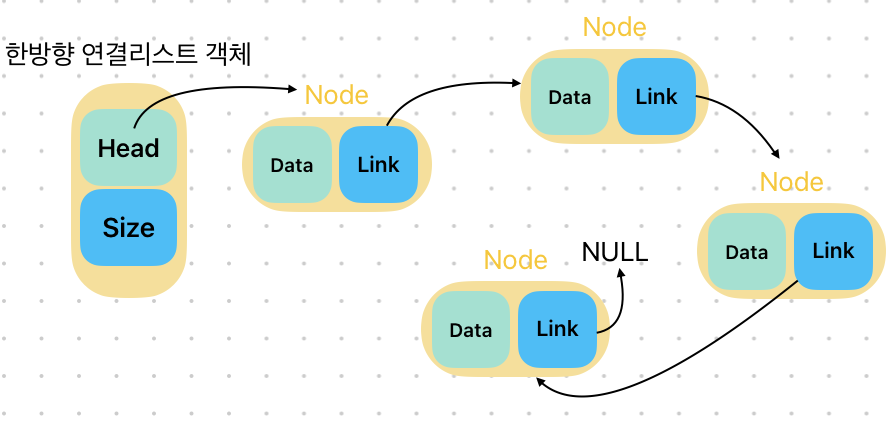 한방향 연결리스트 객체
Head
Size
Node
Data
Link
Node
Data
Link
Node
Data
Link
Node
Data
Link
NULL